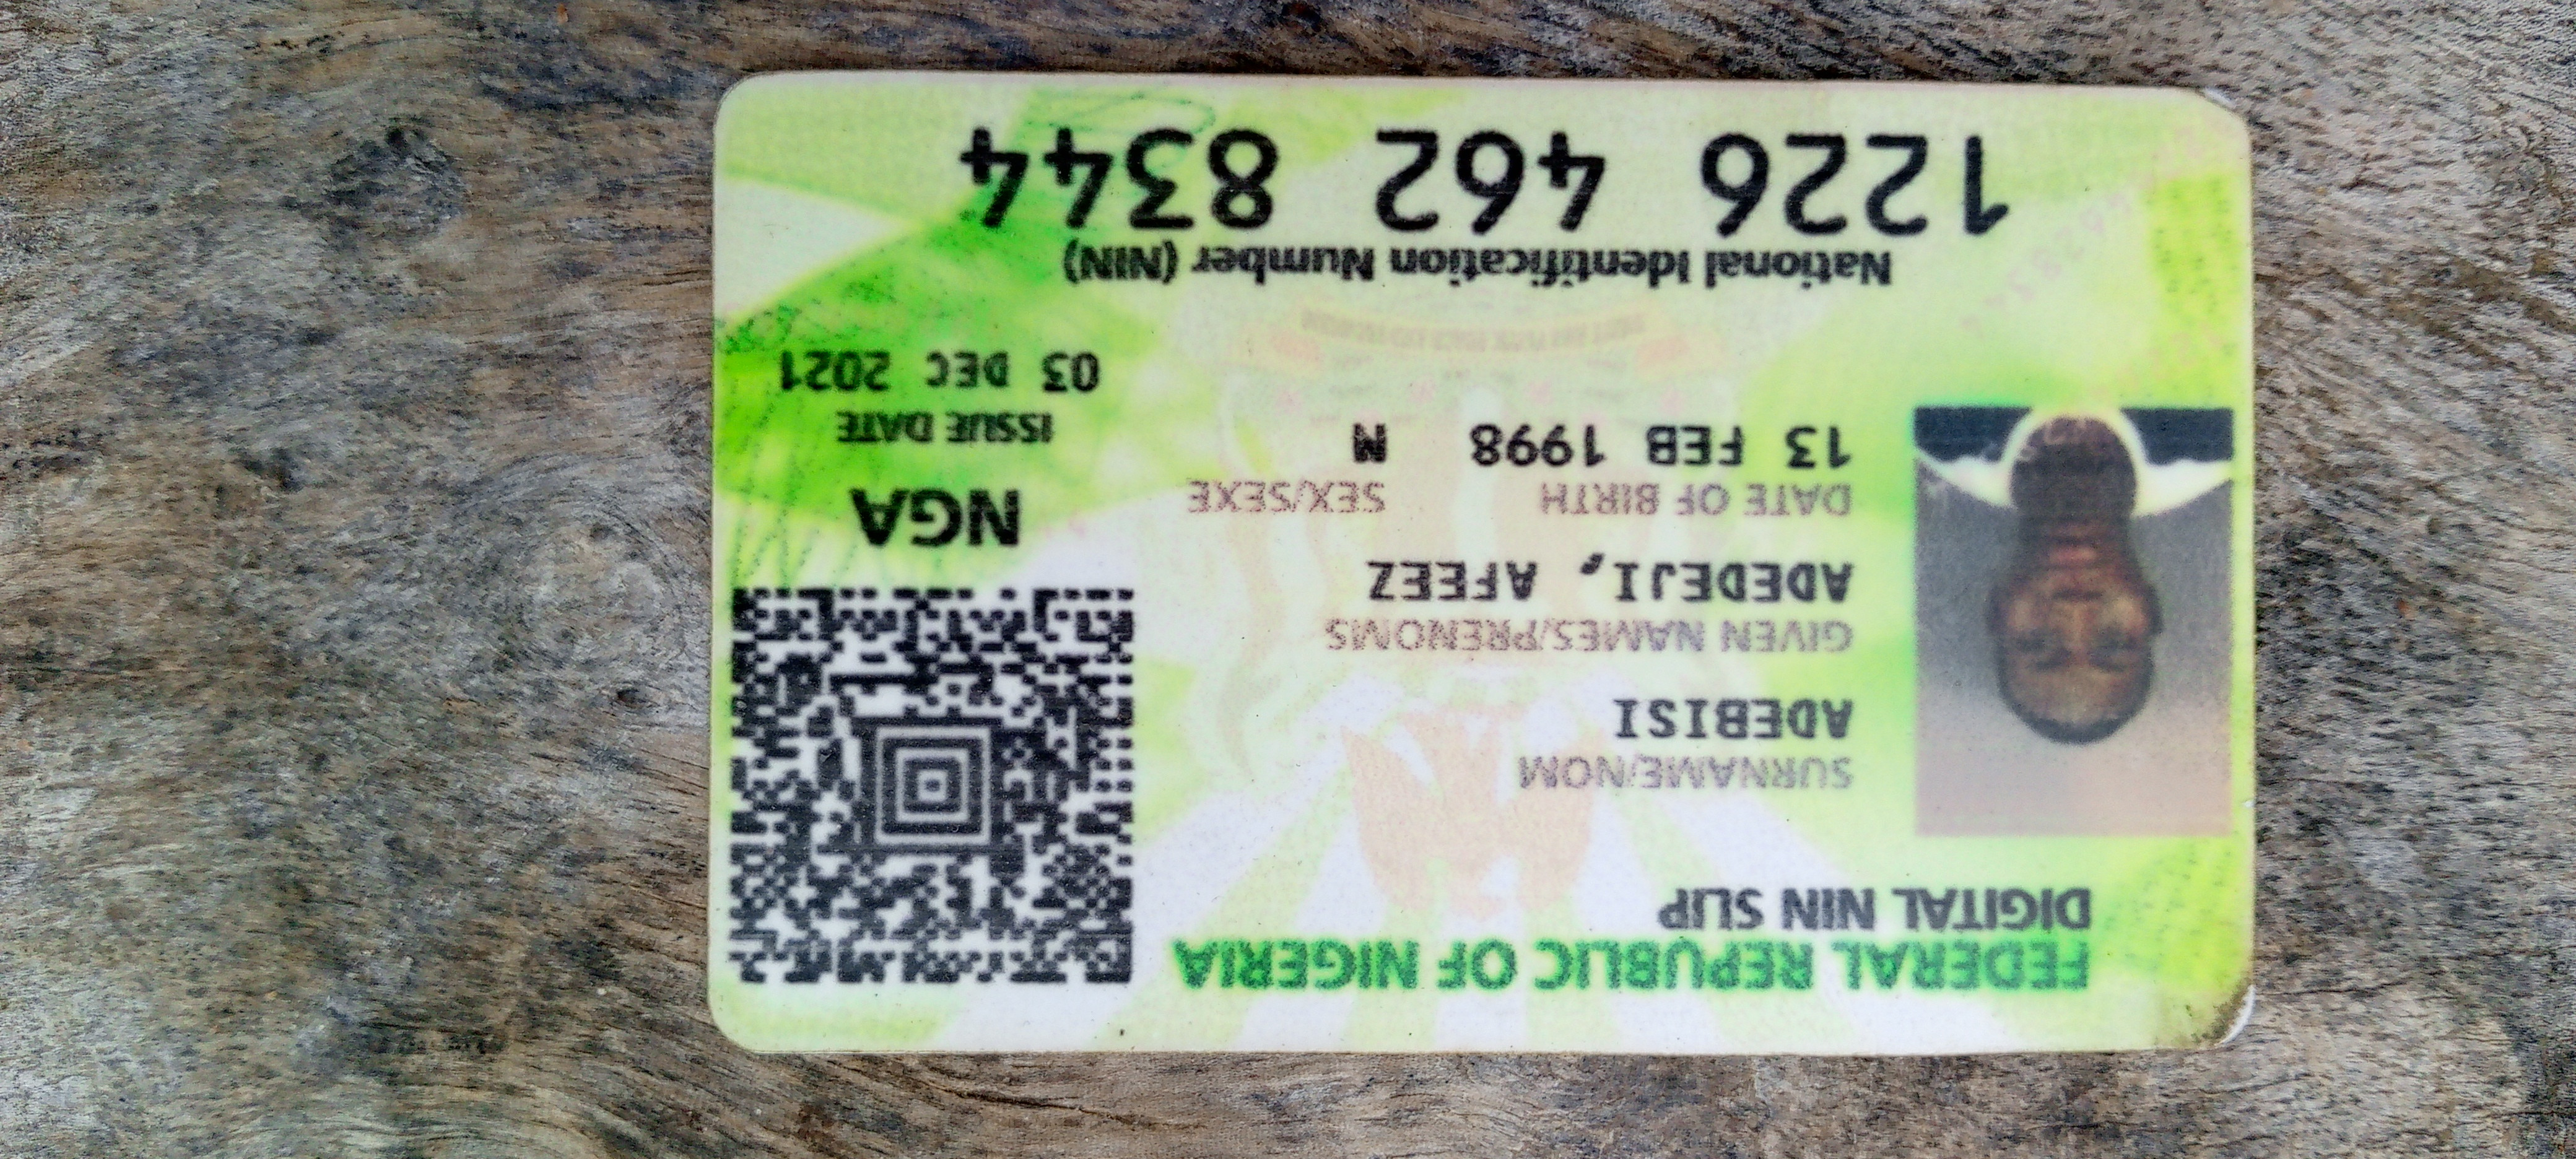 FEDERAL REPUBLIC OF NIGERIA
DIGITAL NIN SLIP
SURNAME/NOM
ADEBISI
GIVEN NAMES/PRENOMS
ADEDEJI, AFEEZ
DATE OF BIRTH SEX/SEXE
13 FEB 1998 M
NGA
ISSUE DATE
03 DEC 2021
National Identification Number (NIN)
1226 462 8344